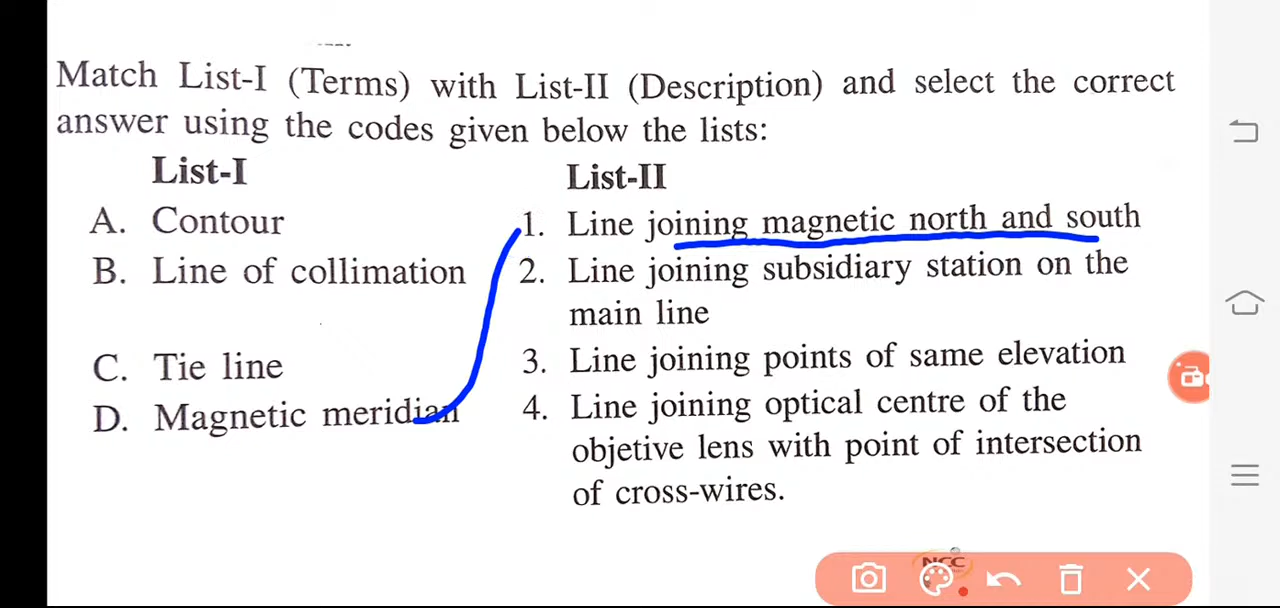 Match List-I (Terms) with List-II (Description) and select the correct
answer using the codes given below the lists:
List-I
List-II
A. Contour
1. Line joining magnetic north and south
B. Line of collimation
2. Line joining subsidiary station on the
main line
C. Tie line
3. Line joining points of same elevation
D. Magnetic meridian
4. Line joining optical centre of the
objetive lens with point of intersection
of cross-wires.
NCC